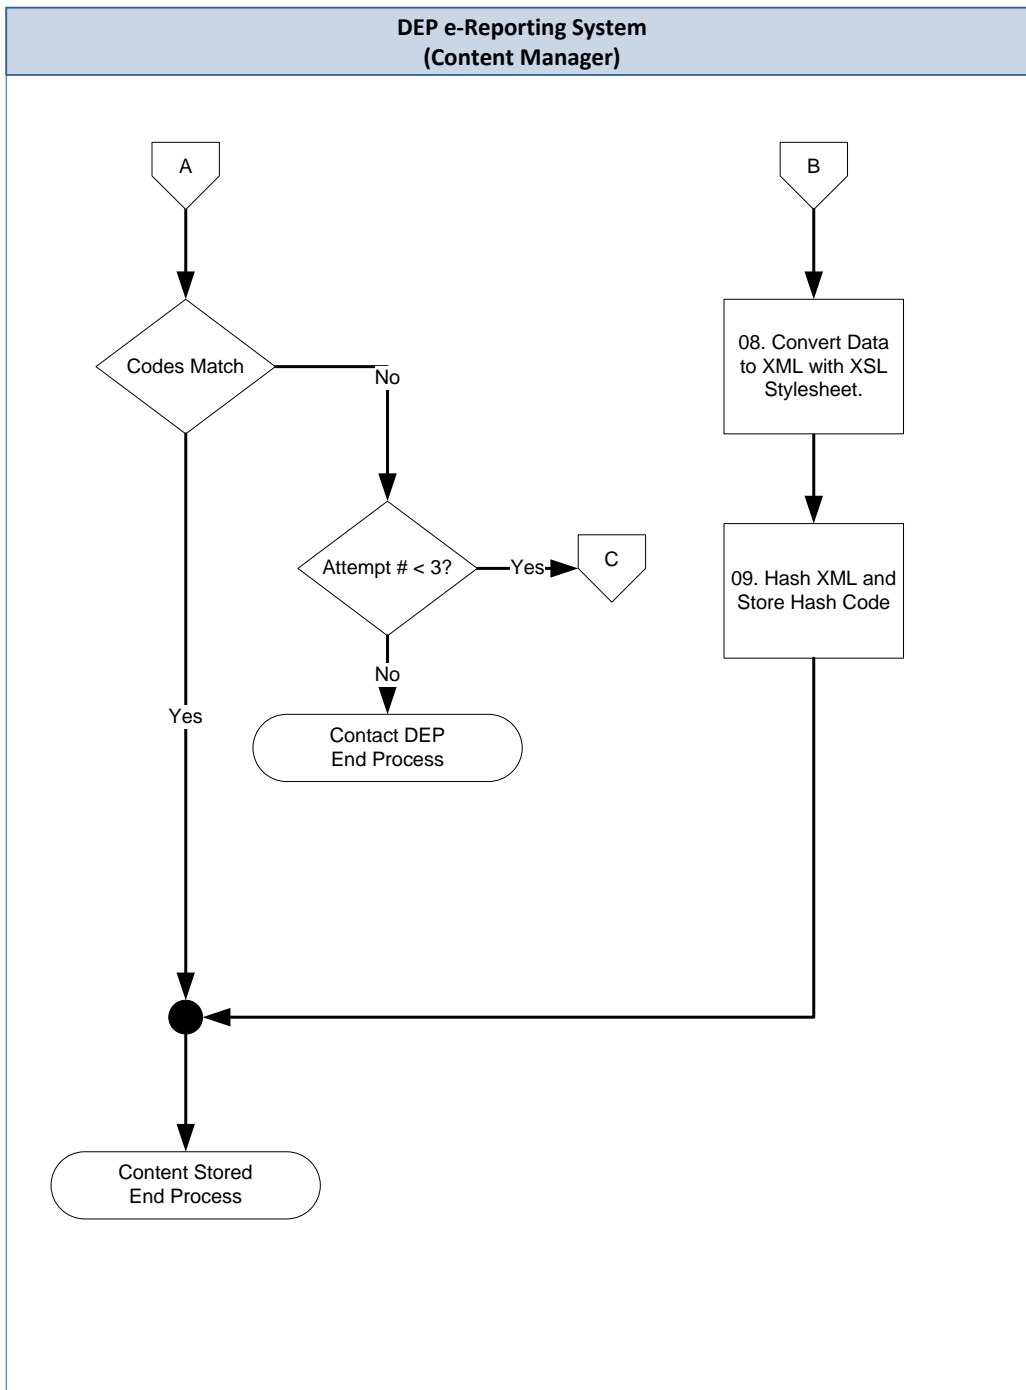 DEP e-Reporting System
(Content Manager)
A
B
Codes Match
No
08. Convert Data
to XML with XSL
Stylesheet.
Attempt # < 3?
Yes
C
09. Hash XML and
Store Hash Code
No
Yes
Contact DEP
End Process
Content Stored
End Process